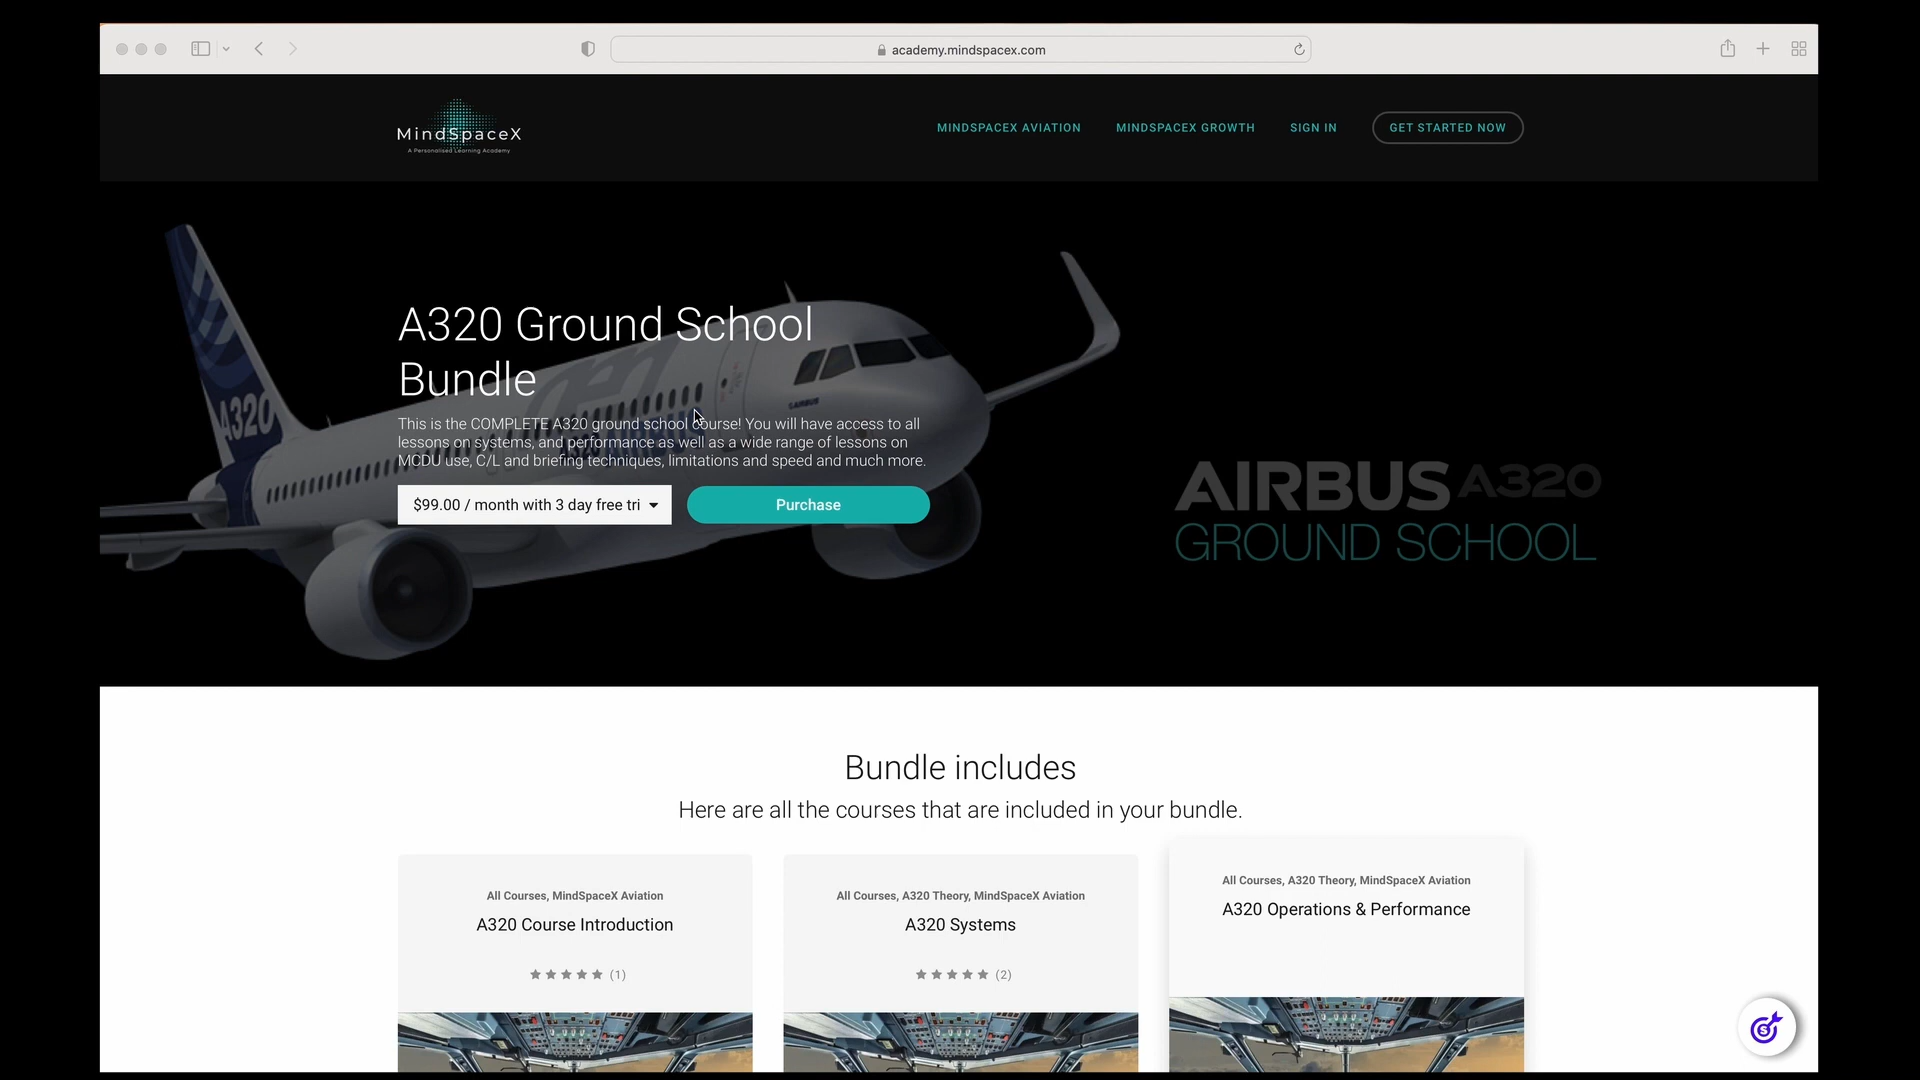 academy.mindspacex.com
MindSpaceX
A Personalised Learning Academy
MINDSPACEX AVIATION
MINDSPACEX GROWTH
SIGN IN
GET STARTED NOW
A320 Ground School
Bundle
This is the COMPLETE A320 ground school course! You will have access to all
lessons on systems, and performance as well as a wide range of lessons on
MCDU use, C/L and briefing techniques, limitations and speed and much more.
$99.00 / month with 3 day free tri
Purchase
A320
AIRBUS
A320 AIRBUS
AIRBUS A320
GROUND SCHOOL
Bundle includes
Here are all the courses that are included in your bundle.
All Courses, MindSpaceX Aviation
A320 Course Introduction
(1)
All Courses, A320 Theory, MindSpaceX Aviation
A320 Systems
(2)
All Courses, A320 Theory, MindSpaceX Aviation
A320 Operations & Performance